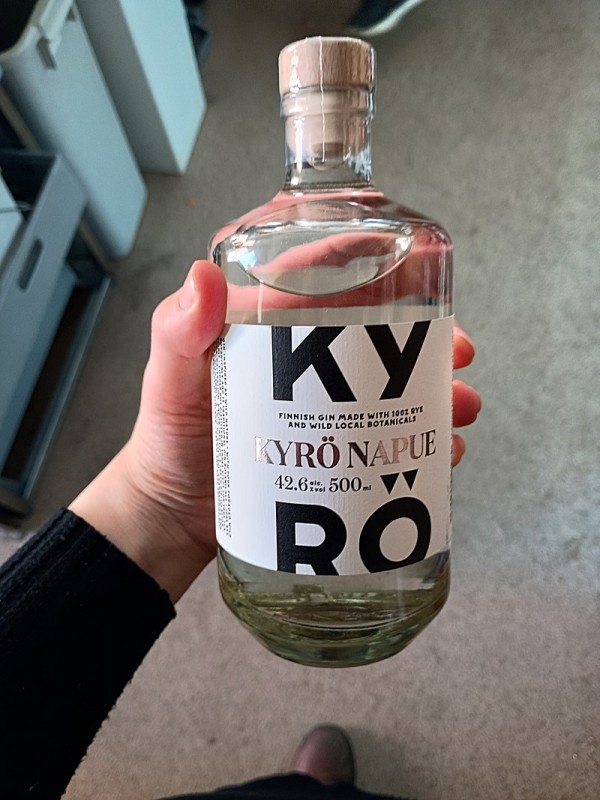 KY
FINNISH GIN MADE WITH 100% RYE
AND WILD LOCAL BOTANICALS
KYRÖ NAPUE
42.6 alc. % vol 500 ml
RÖ